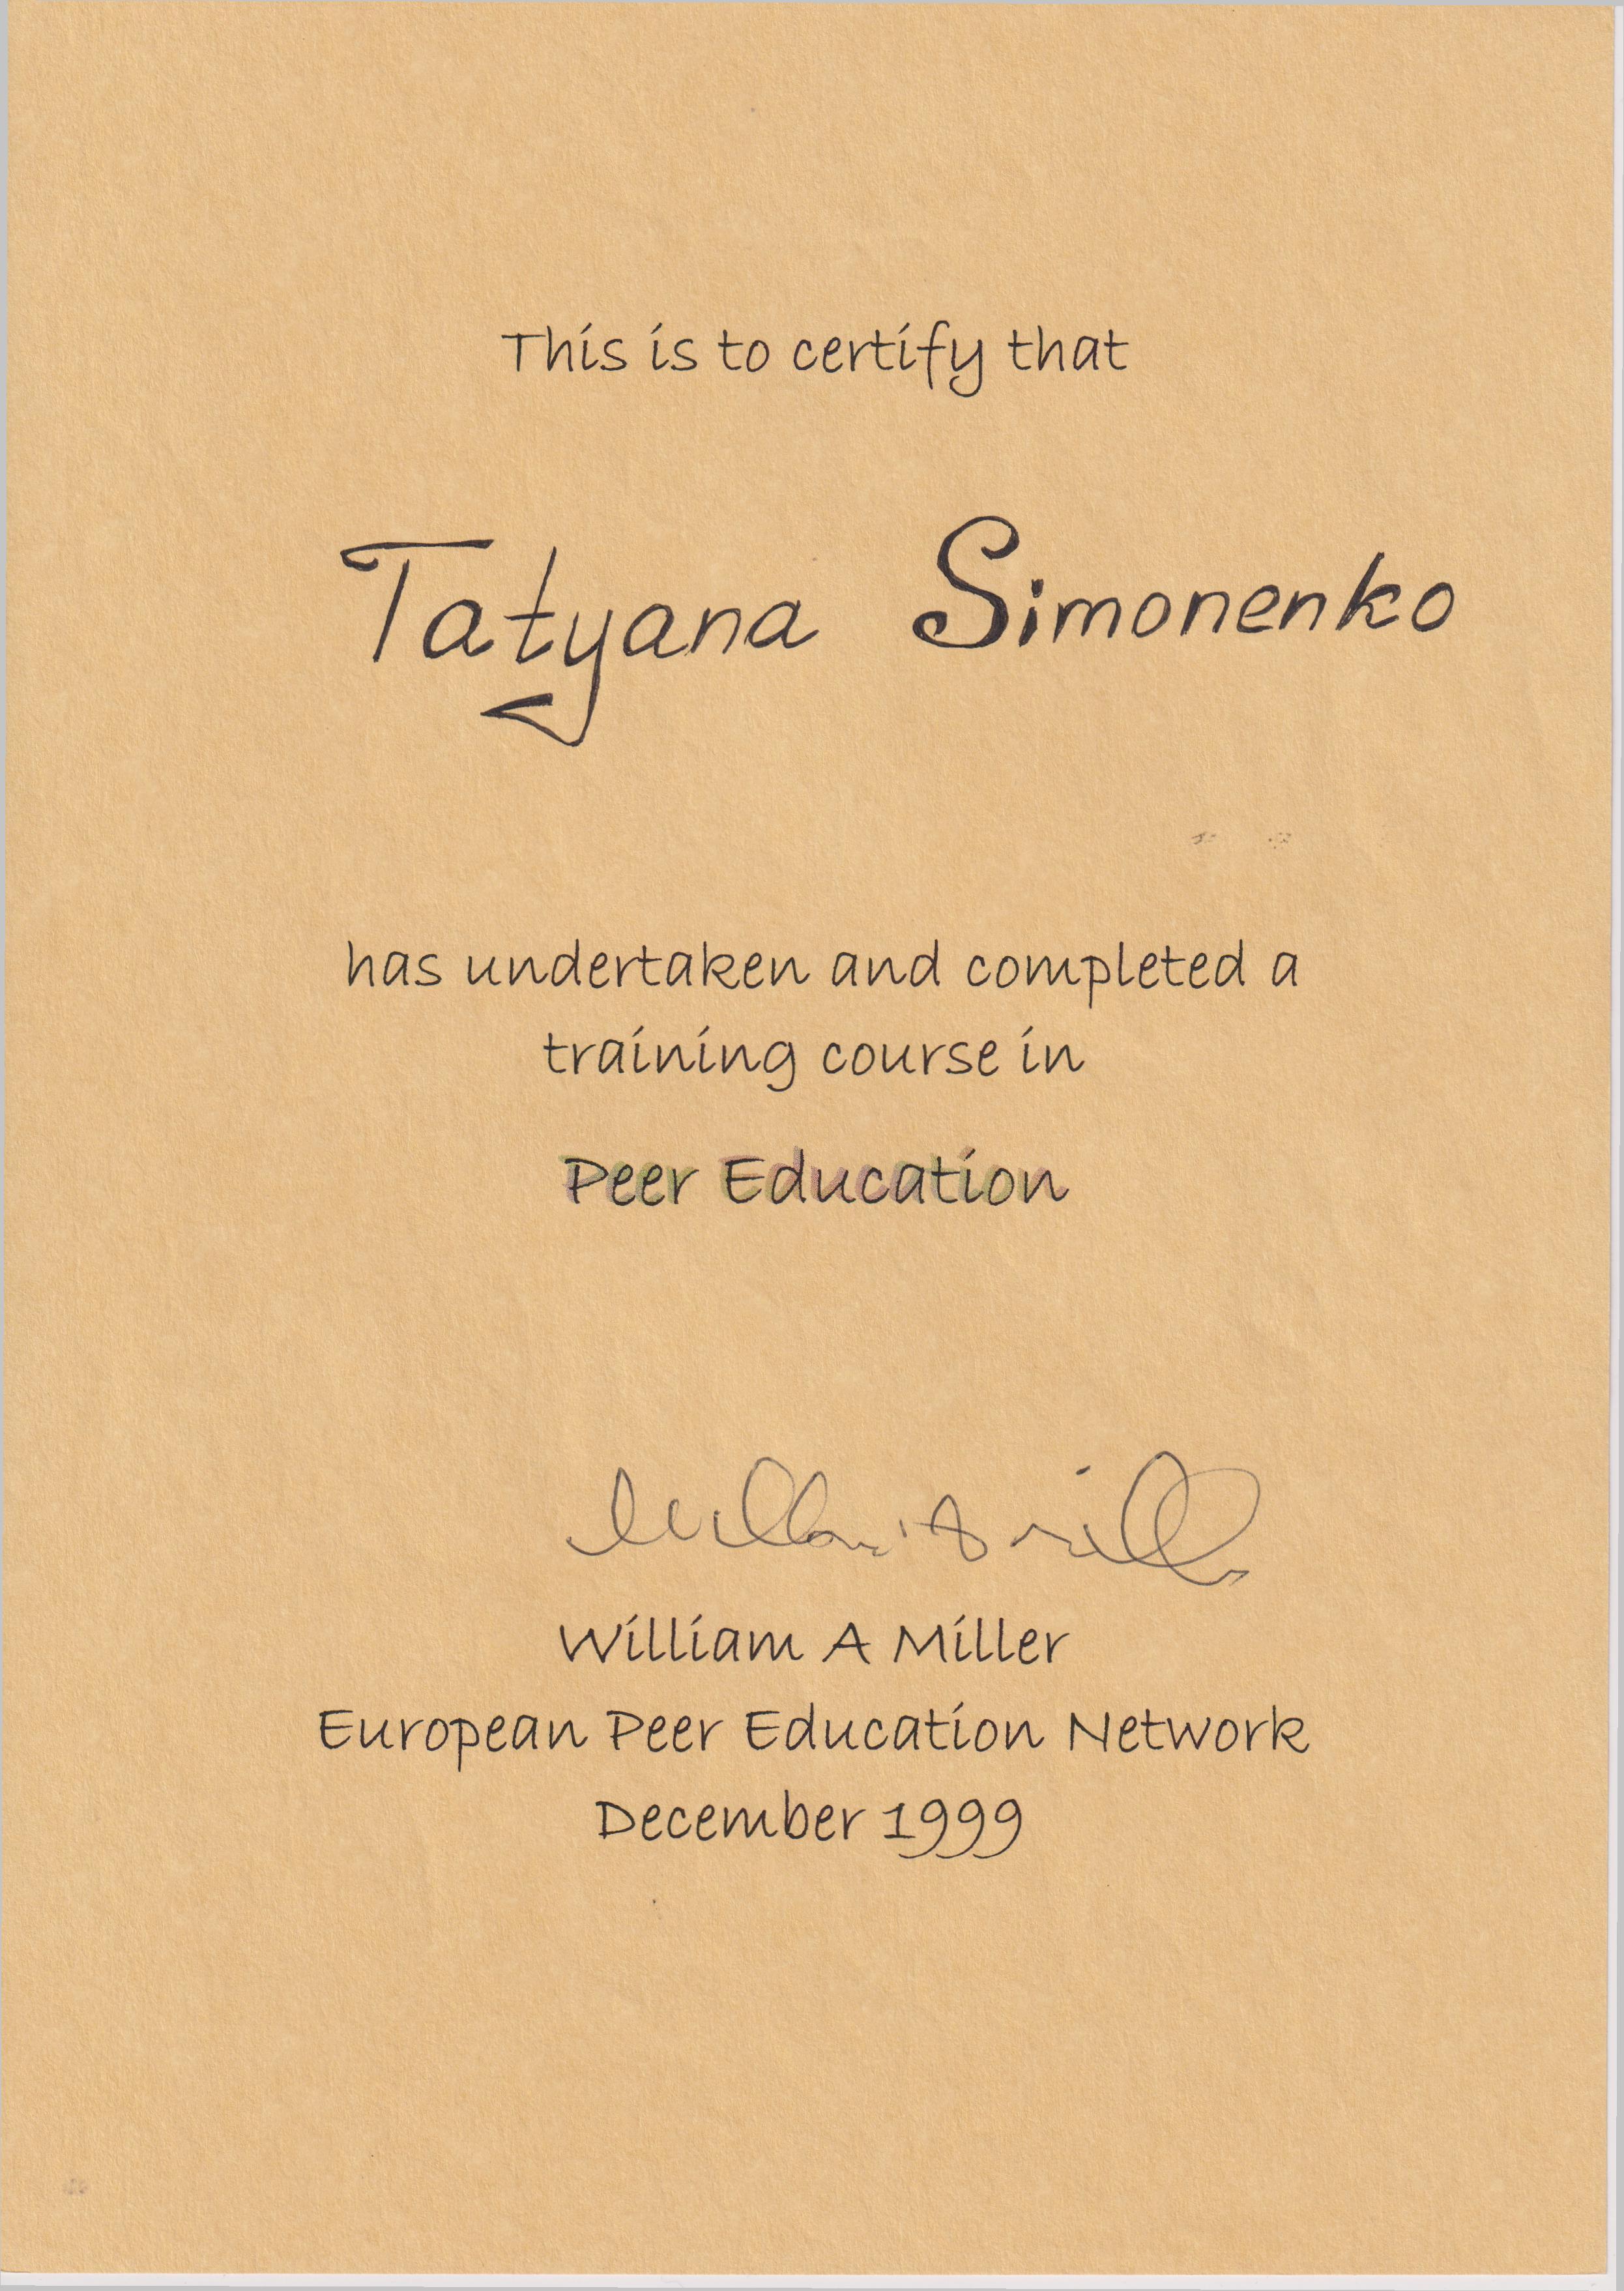 This is to certify that
Tatyana Simonenko
has undertaken and completed a
training course in
Peer Education
William A Miller
European Peer Education Network
December 1999